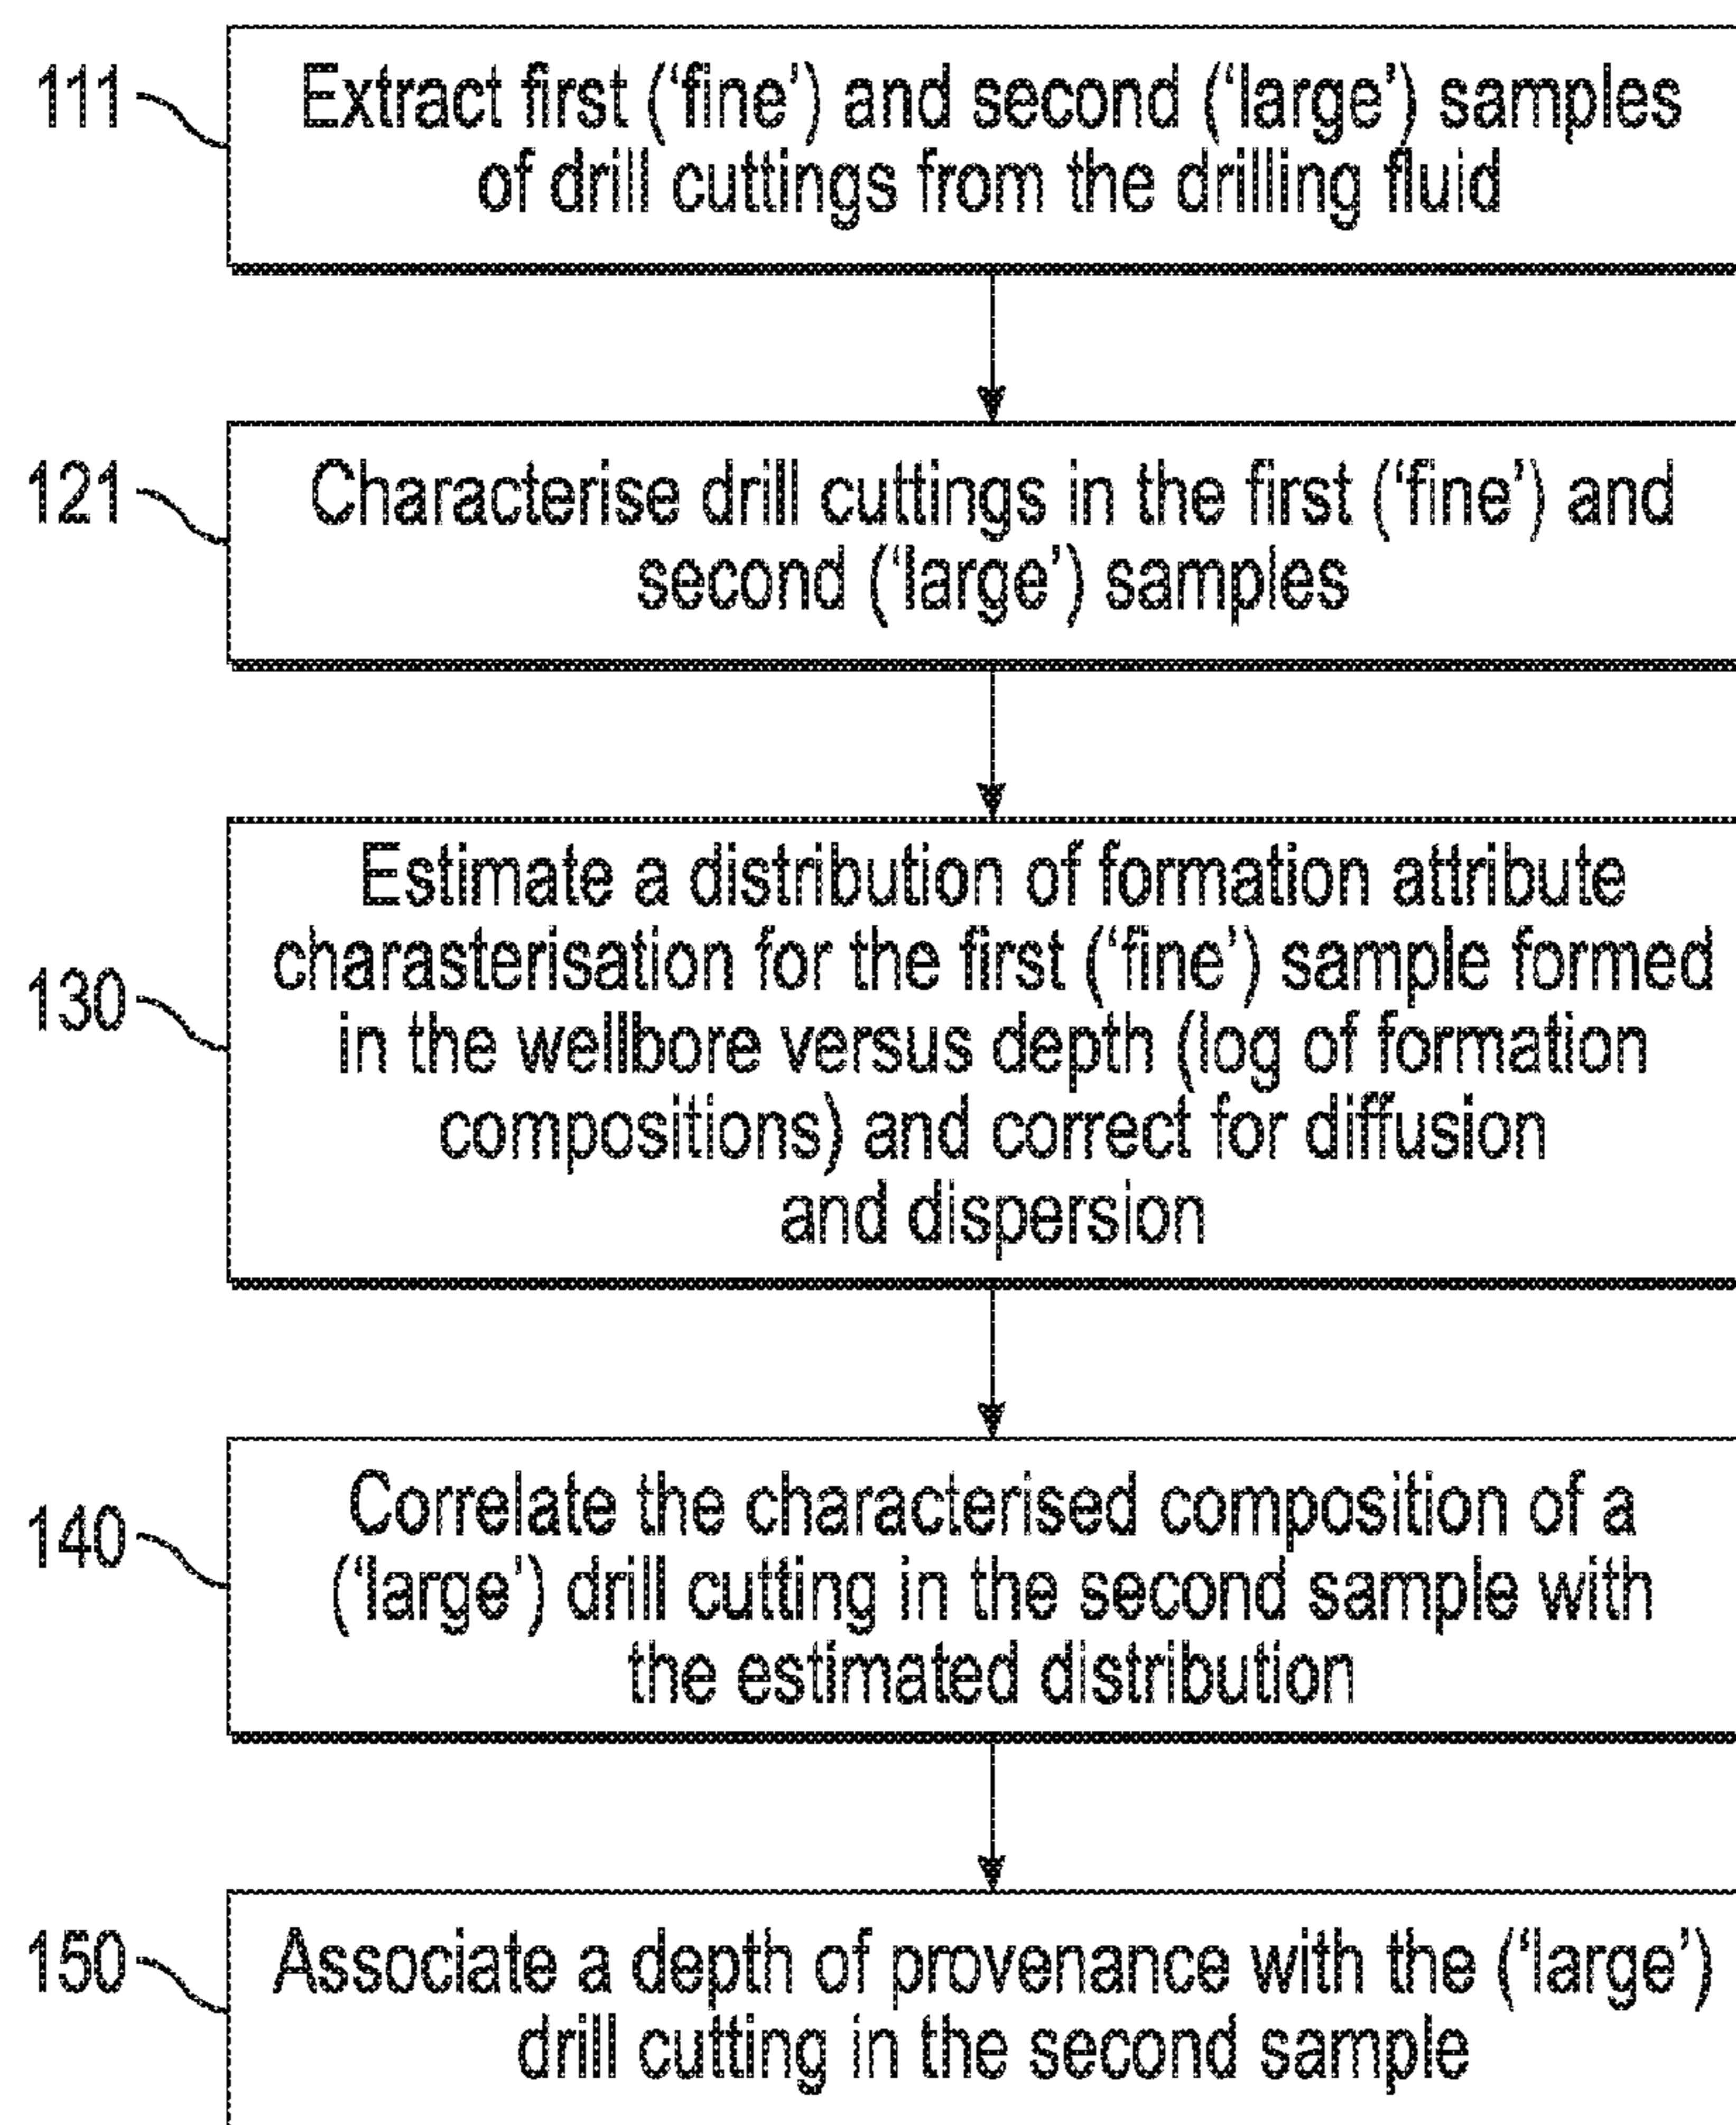 111
Extract first ('fine') and second ('large') samples
of drill cuttings from the drilling fluid
121
Characterise drill cuttings in the first ('fine') and
second ('large') samples
130
Estimate a distribution of formation attribute
charasterisation for the first ('fine') sample formed
in the wellbore versus depth (log of formation
compositions) and correct for diffusion
and dispersion
140
Correlate the characterised composition of a
('large') drill cutting in the second sample with
the estimated distribution
150
Associate a depth of provenance with the ('large')
drill cutting in the second sample